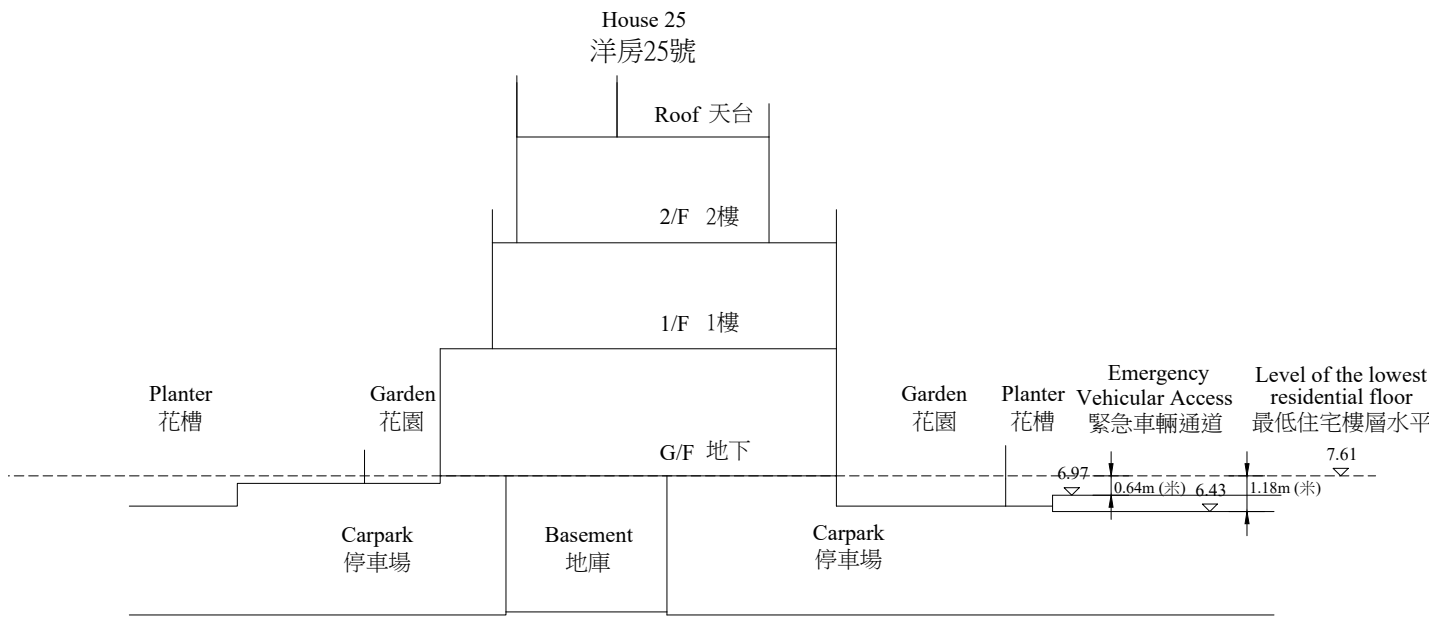 House 25
洋房25號
Roof 天台
2/F 2樓
1/F 1樓
Planter
花槽
Garden
花園
G/F 地下
Garden
花園
Planter
花槽
Emergency
Vehicular Access
緊急車輛通道
Level of the lowest
residential floor
最低住宅樓層水平
7.61
6.97
0.64m (米)
6.43
1.18m (米)
Carpark
停車場
Basement
地庫
Carpark
停車場